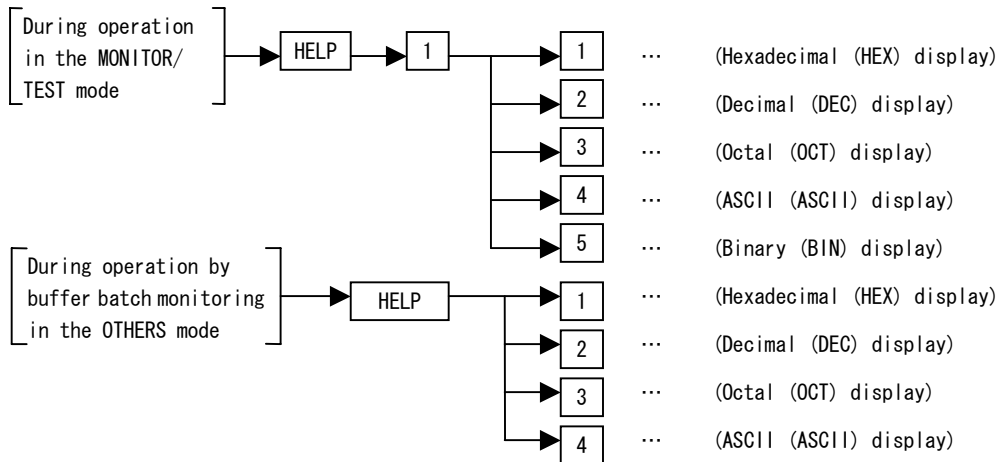 During operation
in the MONITOR/
TEST mode
HELP
1
1 … (Hexadecimal (HEX) display)
2 … (Decimal (DEC) display)
3 … (Octal (OCT) display)
4 … (ASCII (ASCII) display)
5 … (Binary (BIN) display)
During operation by
buffer batch monitoring
in the OTHERS mode
HELP
1 … (Hexadecimal (HEX) display)
2 … (Decimal (DEC) display)
3 … (Octal (OCT) display)
4 … (ASCII (ASCII) display)